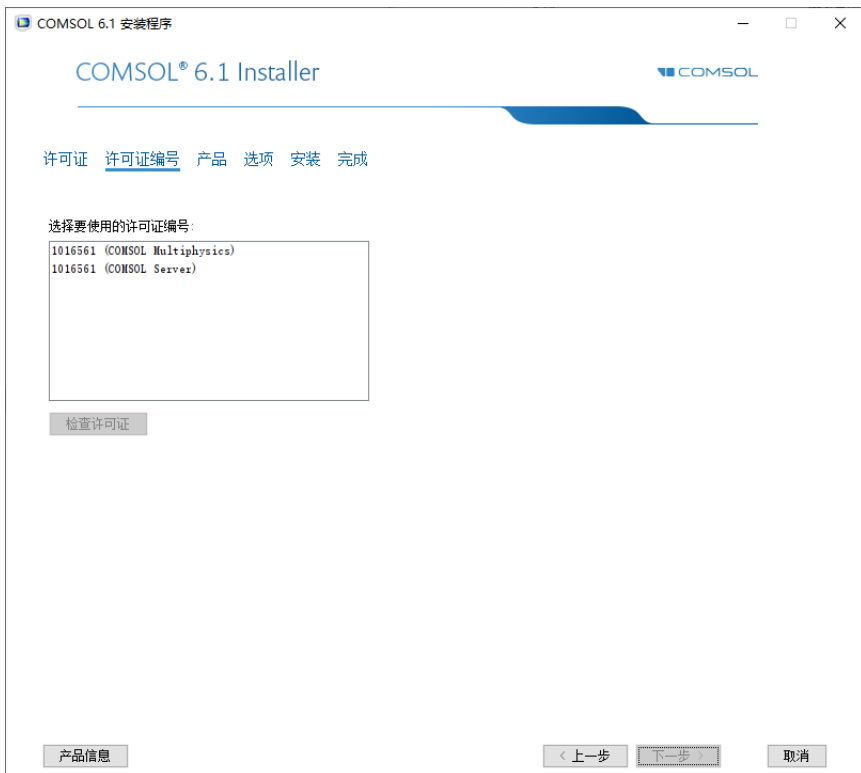 COMSOL 6.1 安装程序
COMSOL® 6.1 Installer
COMSOL
许可证 许可证编号 产品 选项 安装 完成
选择要使用的许可证编号:
1016561 (COMSOL Multiphysics)
1016561 (COMSOL Server)
检查许可证
产品信息 <上一步 下一步> 取消